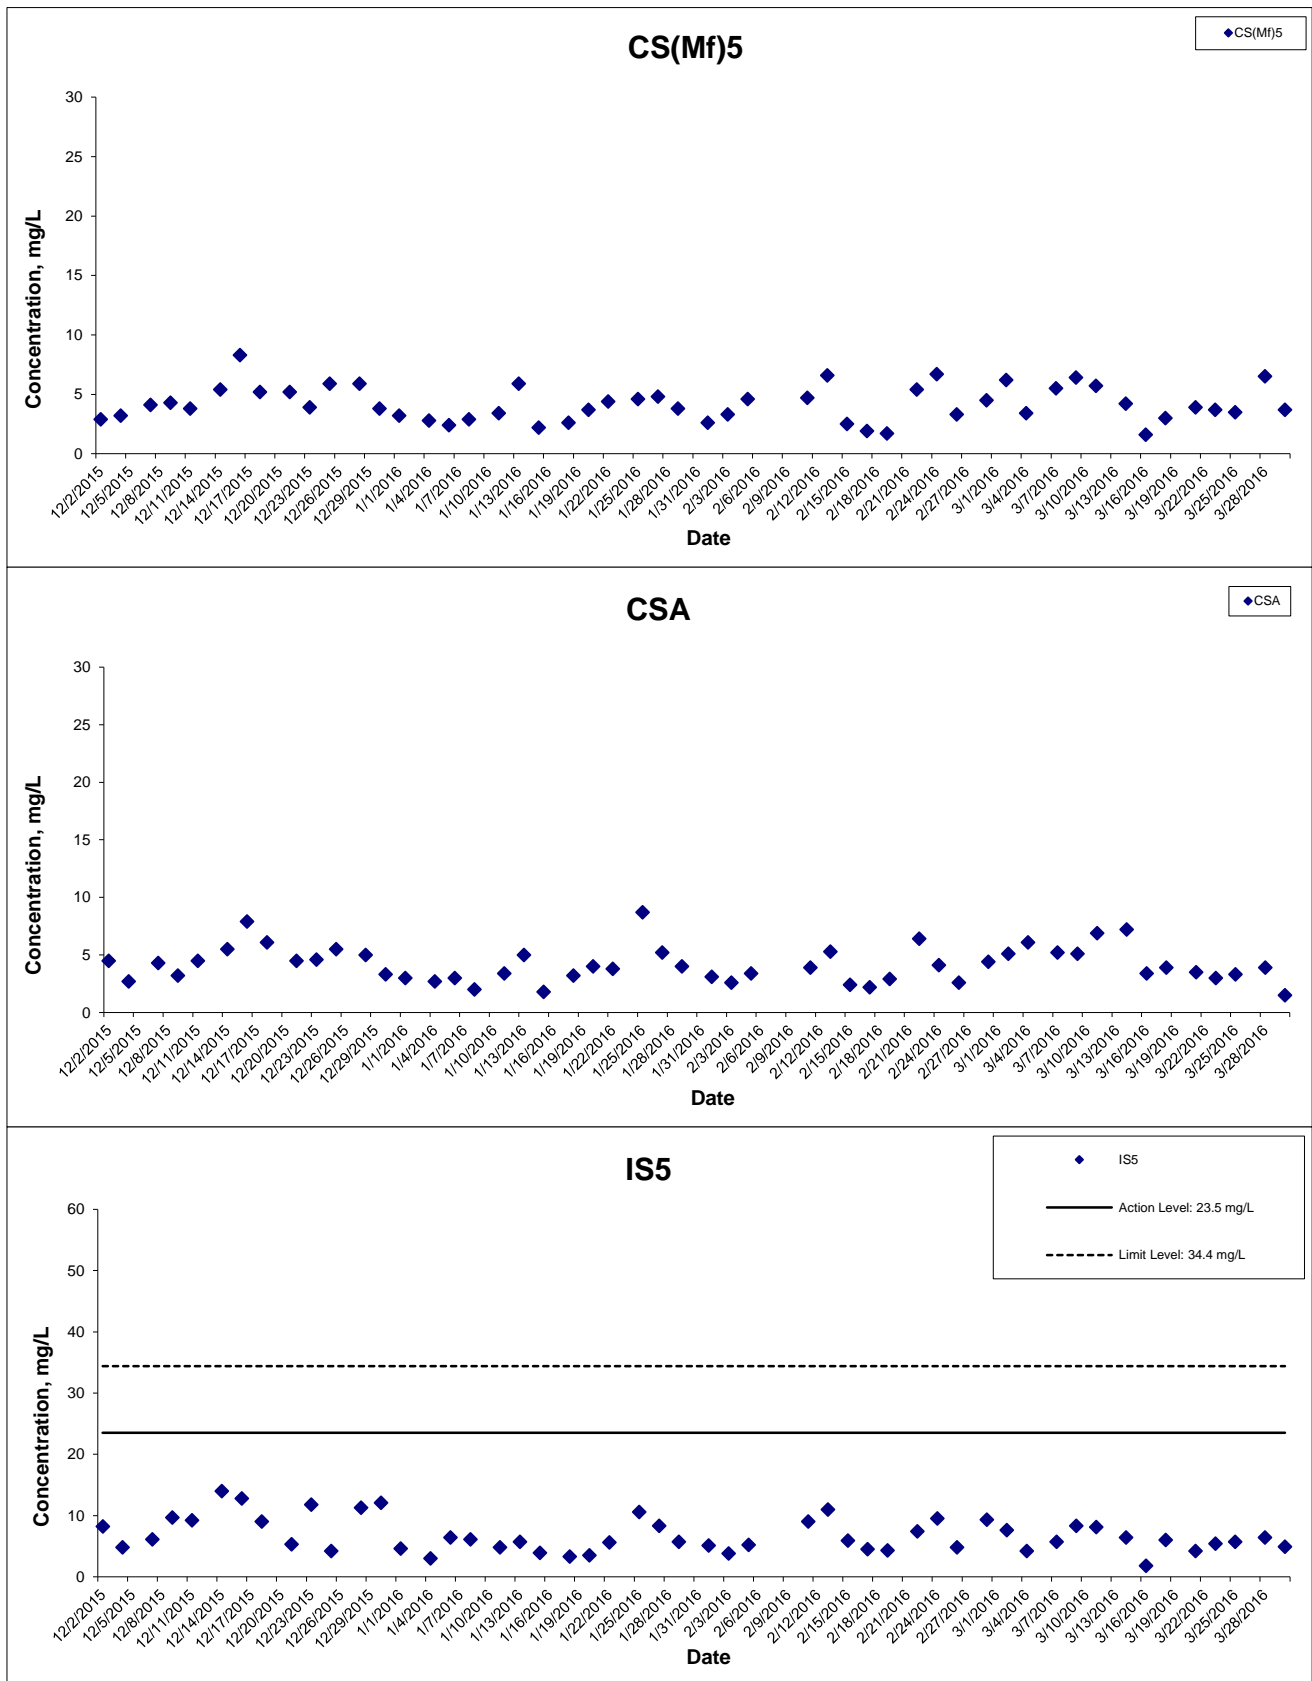 CS(Mf)5
CS(Mf)5
30
25
20
15
10
5
0
Concentration, mg/L
12/2/2015 12/5/2015 12/8/2015 12/11/2015 12/14/2015 12/17/2015 12/20/2015 12/23/2015 12/26/2015 12/29/2015 1/1/2016 1/4/2016 1/7/2016 1/10/2016 1/13/2016 1/16/2016 1/19/2016 1/22/2016 1/25/2016 1/28/2016 1/31/2016 2/3/2016 2/6/2016 2/9/2016 2/12/2016 2/15/2016 2/18/2016 2/21/2016 2/24/2016 2/27/2016 3/1/2016 3/4/2016 3/7/2016 3/10/2016 3/13/2016 3/16/2016 3/19/2016 3/22/2016 3/25/2016 3/28/2016
Date
CSA
CSA
30
25
20
15
10
5
0
Concentration, mg/L
12/2/2015 12/5/2015 12/8/2015 12/11/2015 12/14/2015 12/17/2015 12/20/2015 12/23/2015 12/26/2015 12/29/2015 1/1/2016 1/4/2016 1/7/2016 1/10/2016 1/13/2016 1/16/2016 1/19/2016 1/22/2016 1/25/2016 1/28/2016 1/31/2016 2/3/2016 2/6/2016 2/9/2016 2/12/2016 2/15/2016 2/18/2016 2/21/2016 2/24/2016 2/27/2016 3/1/2016 3/4/2016 3/7/2016 3/10/2016 3/13/2016 3/16/2016 3/19/2016 3/22/2016 3/25/2016 3/28/2016
Date
IS5
IS5
Action Level: 23.5 mg/L
Limit Level: 34.4 mg/L
60
50
40
30
20
10
0
Concentration, mg/L
12/2/2015 12/5/2015 12/8/2015 12/11/2015 12/14/2015 12/17/2015 12/20/2015 12/23/2015 12/26/2015 12/29/2015 1/1/2016 1/4/2016 1/7/2016 1/10/2016 1/13/2016 1/16/2016 1/19/2016 1/22/2016 1/25/2016 1/28/2016 1/31/2016 2/3/2016 2/6/2016 2/9/2016 2/12/2016 2/15/2016 2/18/2016 2/21/2016 2/24/2016 2/27/2016 3/1/2016 3/4/2016 3/7/2016 3/10/2016 3/13/2016 3/16/2016 3/19/2016 3/22/2016 3/25/2016 3/28/2016
Date